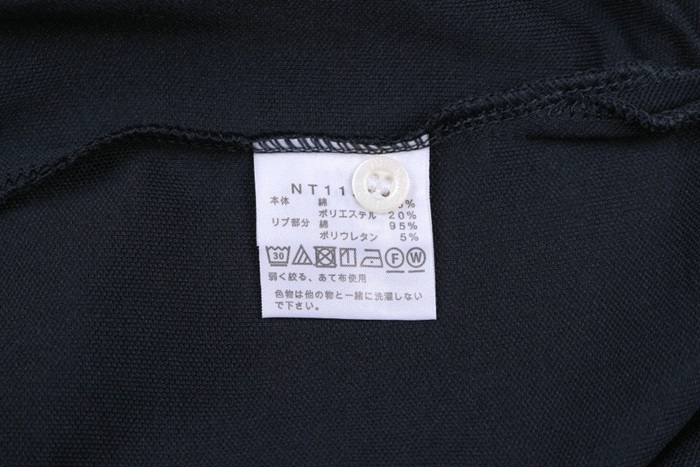 NT11
本体 綿 %
ポリエステル 20%
リブ部分 綿 95%
ポリウレタン 5%
30 F W
弱く絞る、あて布使用
色物は他の物と一緒に洗濯しない
で下さい。